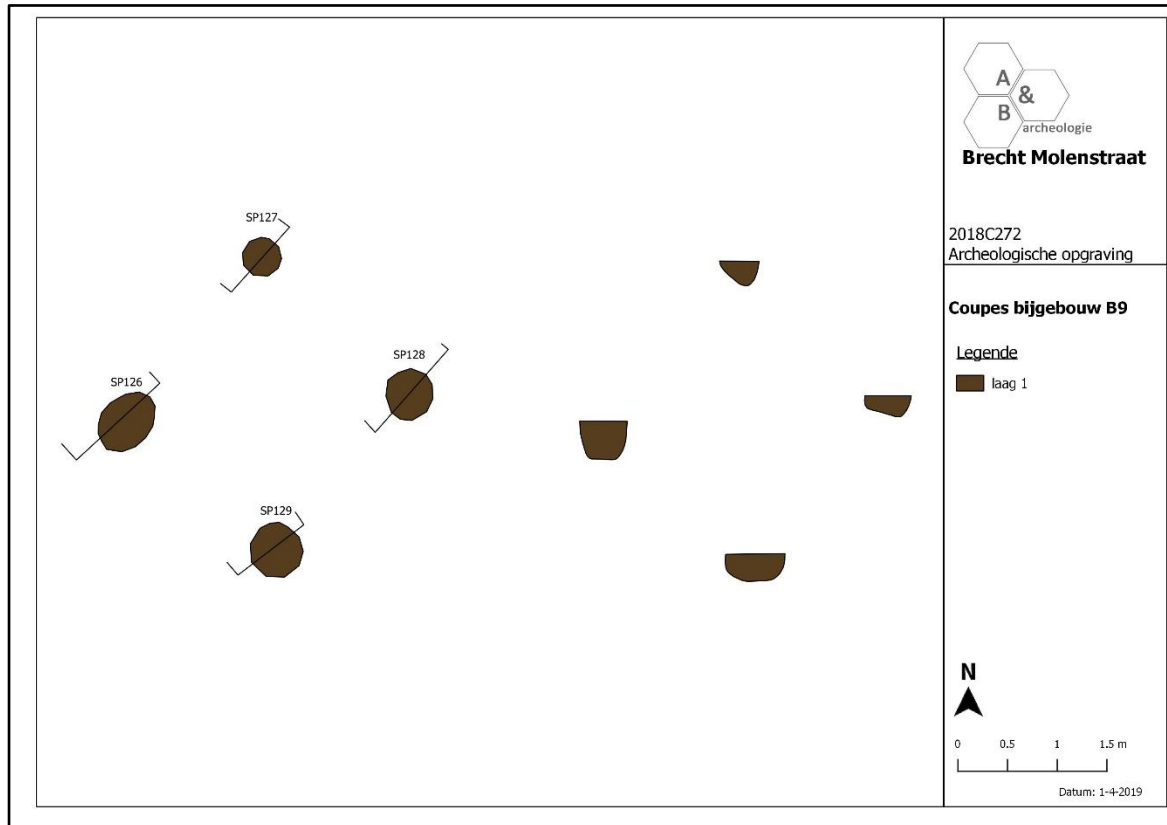 SP127
SP128
SP126
SP129
A
&
B
archeologie
Brecht Molenstraat
2018C272
Archeologische opgraving
Coupes bijgebouw B9
Legende
laag 1
N
0 0.5 1 1.5 m
Datum: 1-4-2019